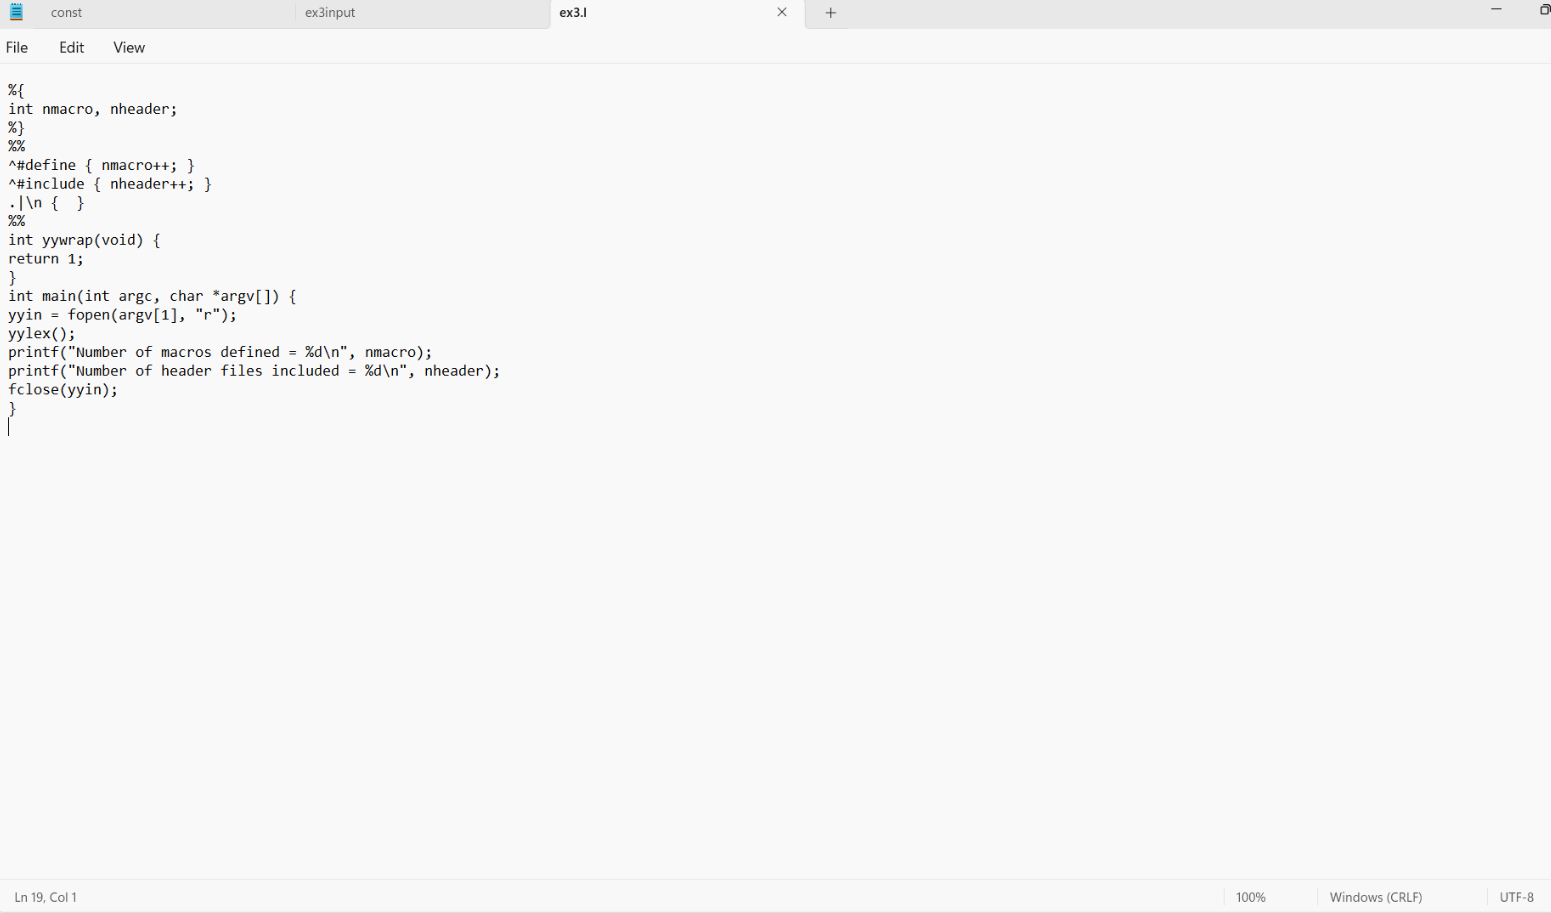 const
ex3input
ex3.l
File Edit View
%{
int nmacro, nheader;
%}
%%
^#define { nmacro++; }
^#include { nheader++; }
.|\n {  }
%%
int yywrap(void) {
return 1;
}
int main(int argc, char *argv[]) {
yyin = fopen(argv[1], "r");
yylex();
printf("Number of macros defined = %d\n", nmacro);
printf("Number of header files included = %d\n", nheader);
fclose(yyin);
}
Ln 19, Col 1
100%
Windows (CRLF)
UTF-8